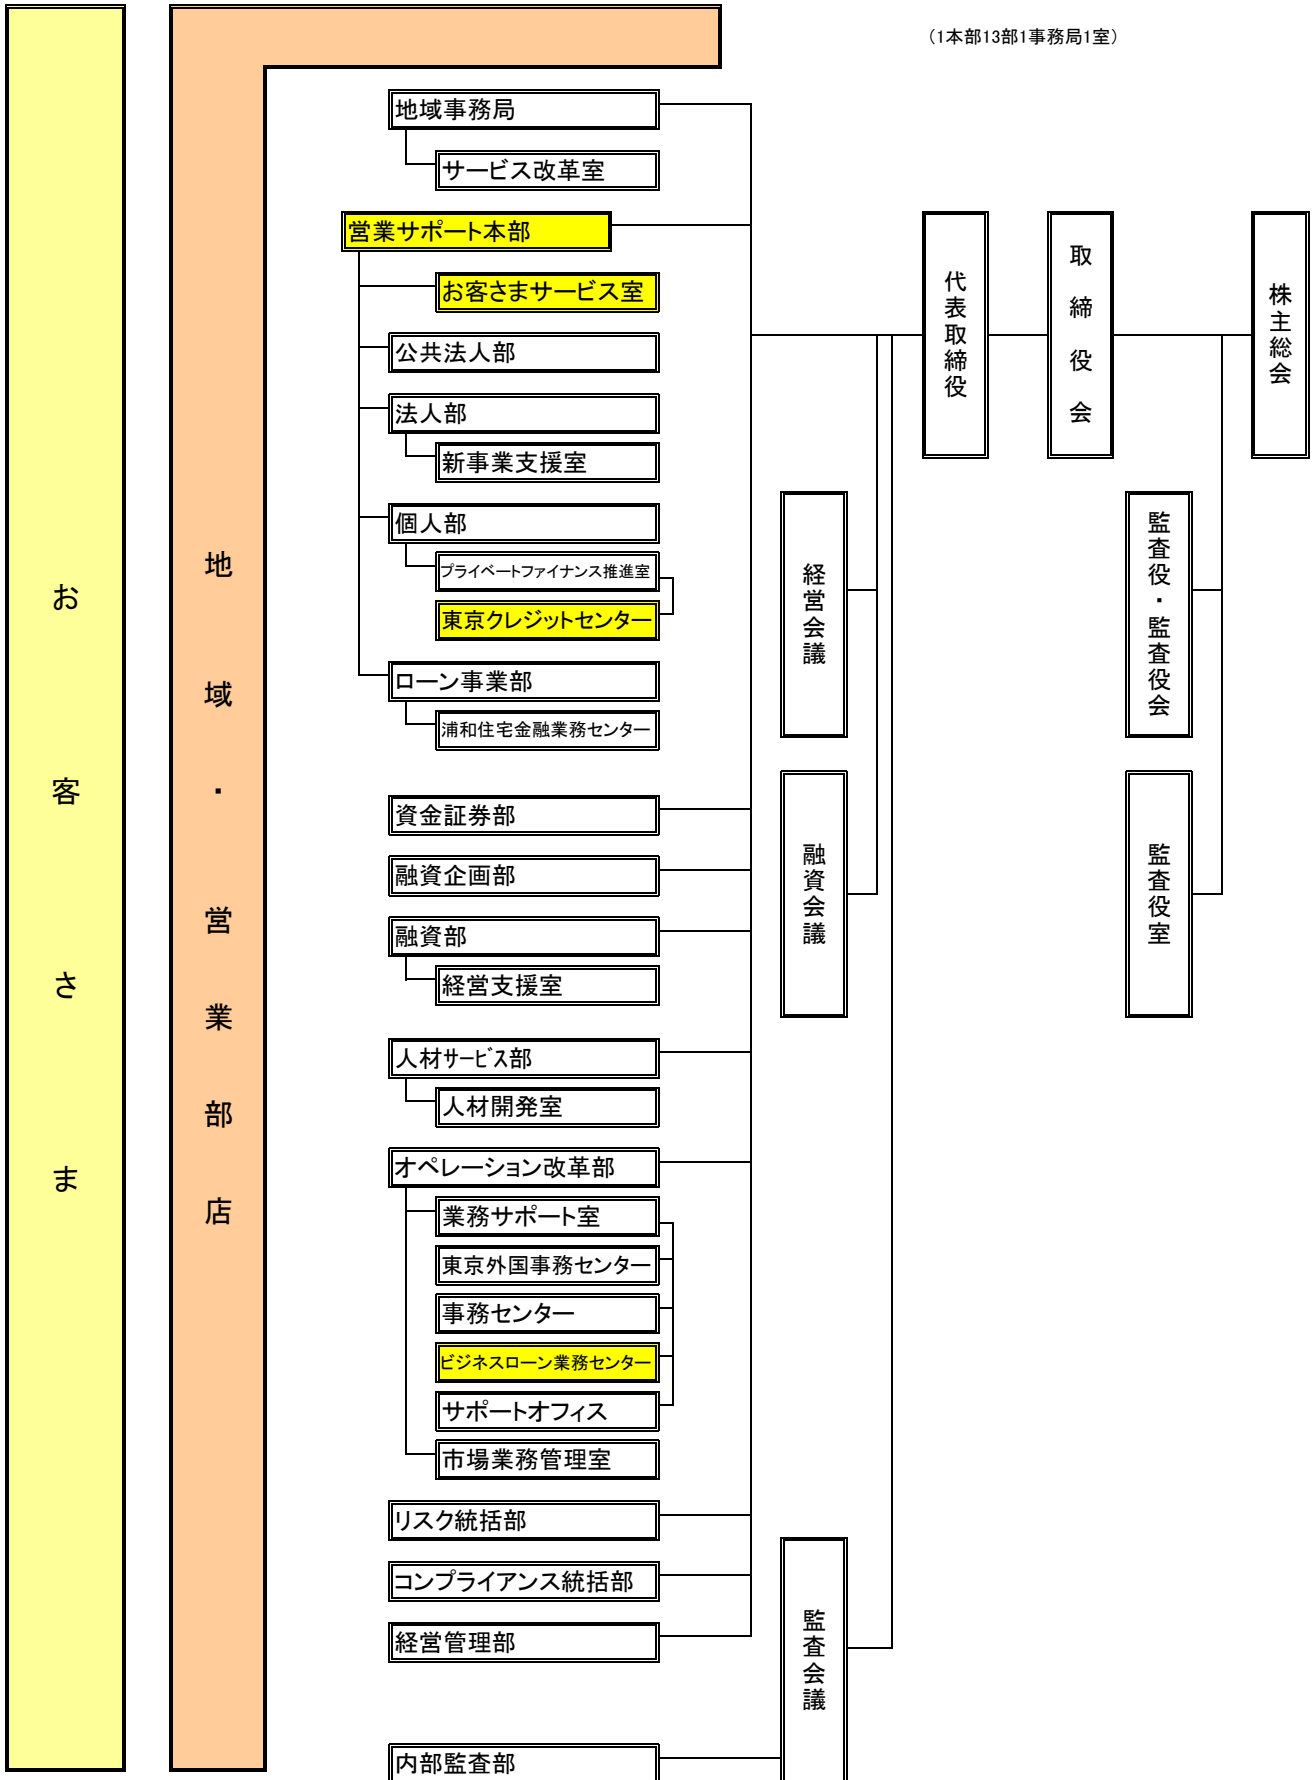 （1本部13部1事務局1室）
お客さま
地域・営業部店
地域事務局
サービス改革室
営業サポート本部
お客さまサービス室
公共法人部
法人部
新事業支援室
個人部
プライベートファイナンス推進室
東京クレジットセンター
ローン事業部
浦和住宅金融業務センター
資金証券部
融資企画部
融資部
経営支援室
人材サービス部
人材開発室
オペレーション改革部
業務サポート室
東京外国事務センター
事務センター
ビジネスローン業務センター
サポートオフィス
市場業務管理室
リスク統括部
コンプライアンス統括部
経営管理部
内部監査部
経営会議
融資会議
監査会議
代表取締役
取締役会
監査役・監査役会
監査役室
株主総会